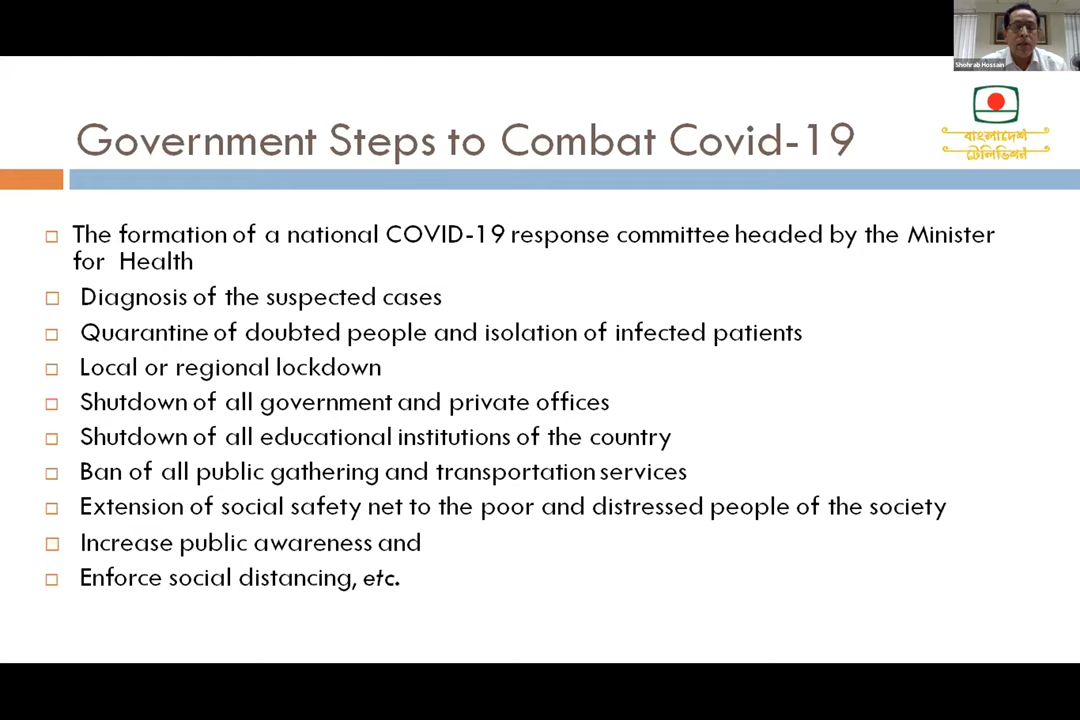 Shohrab Hossain
Government Steps to Combat Covid-19
বাংলাদেশ
টেলিভিশন
The formation of a national COVID-19 response committee headed by the Minister
for Health
Diagnosis of the suspected cases
Quarantine of doubted people and isolation of infected patients
Local or regional lockdown
Shutdown of all government and private offices
Shutdown of all educational institutions of the country
Ban of all public gathering and transportation services
Extension of social safety net to the poor and distressed people of the society
Increase public awareness and
Enforce social distancing, etc.